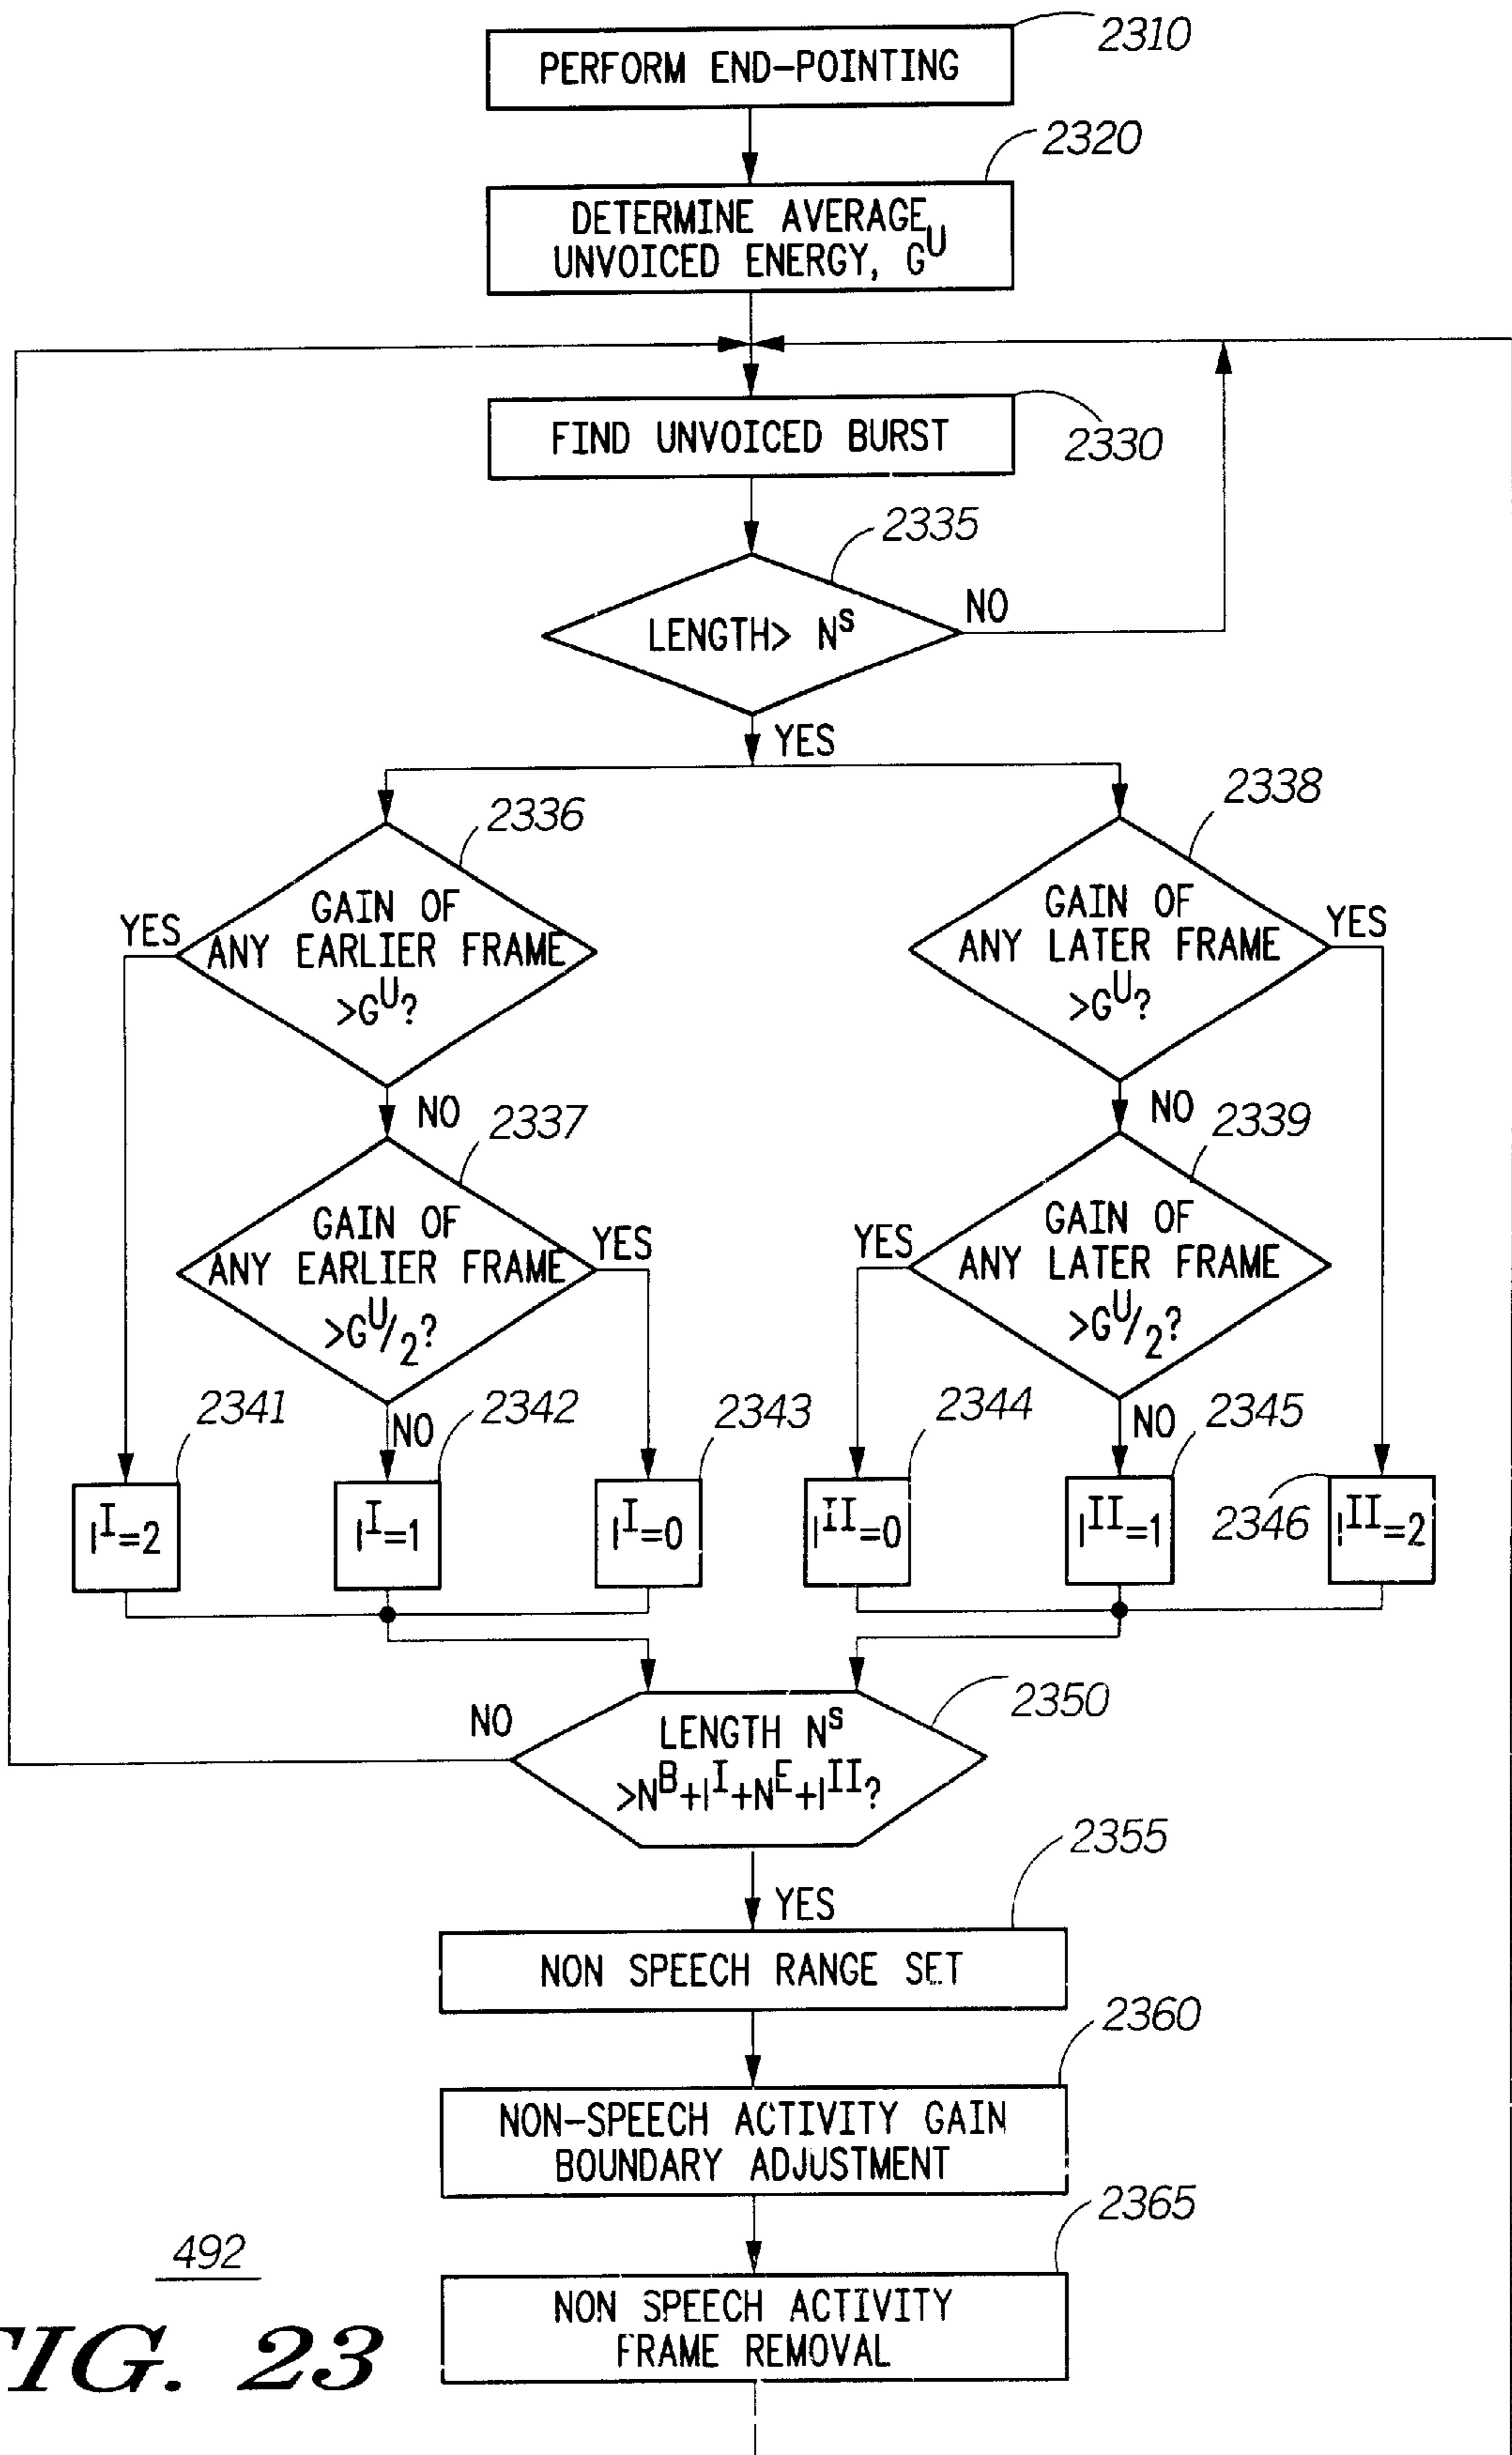 2310
PERFORM END-POINTING
2320
DETERMINE AVERAGE
UNVOICED ENERGY, G^U
FIND UNVOICED BURST
2330
2335
LENGTH> N^S
NO
YES
2336
2338
GAIN OF
ANY EARLIER FRAME
>G^U?
YES
GAIN OF
ANY LATER FRAME
>G^U?
YES
NO
2337
NO
2339
GAIN OF
ANY EARLIER FRAME
>G^U/2?
YES
YES
GAIN OF
ANY LATER FRAME
>G^U/2?
2341
NO
2342
2343
2344
NO
2345
I^I=2
I^I=1
I^I=0
I^II=0
I^II=1
2346
I^II=2
NO
LENGTH N^S
>N^B+I^I+N^E+I^II?
2350
2355
YES
NON SPEECH RANGE SET
2360
NON-SPEECH ACTIVITY GAIN
BOUNDARY ADJUSTMENT
2365
NON SPEECH ACTIVITY
FRAME REMOVAL
492
FIG. 23